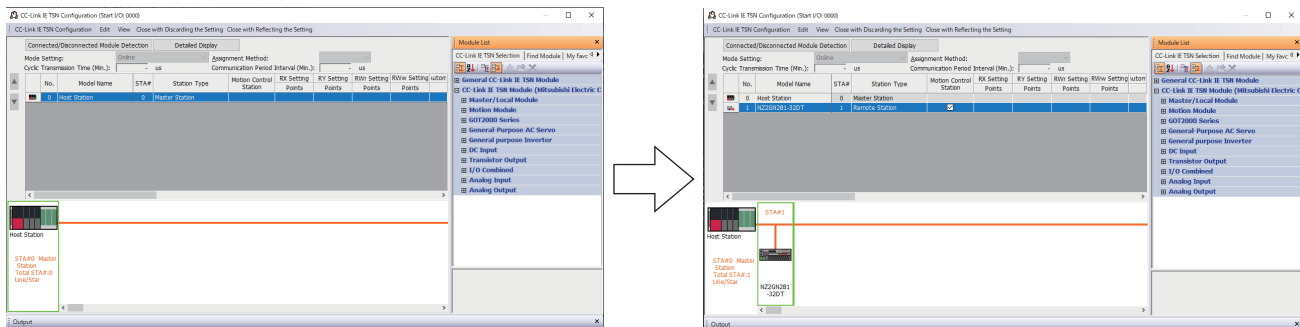 CC-Link IE TSN Configuration (Start I/O: 0000)
CC-Link IE TSN Configuration Edit View Close with Discarding the Setting Close with Reflecting the Setting
Connected/Disconnected Module Detection Detailed Display
Mode Setting: Online Assignment Method:
Cyclic Transmission Time (Min.): - us Communication Period Interval (Min.): - us
No. Model Name STA# Station Type Motion Control Station RX Setting Points RY Setting Points RWr Setting Points RWw Setting Points
0 Host Station 0 Master Station
Host Station
STA#0 Master
Station
Total STA#:0
Line/Star
Output
Module List
CC-Link IE TSN Selection Find Module My Favc
General CC-Link IE TSN Module
CC-Link IE TSN Module (Mitsubishi Electric C
Master/Local Module
Motion Module
GOT2000 Series
General-Purpose AC Servo
General purpose Inverter
DC Input
Transistor Output
I/O Combined
Analog Input
Analog Output
CC-Link IE TSN Configuration (Start I/O: 0000)
CC-Link IE TSN Configuration Edit View Close with Discarding the Setting Close with Reflecting the Setting
Connected/Disconnected Module Detection Detailed Display
Mode Setting: Online Assignment Method:
Cyclic Transmission Time (Min.): - us Communication Period Interval (Min.): - us
No. Model Name STA# Station Type Motion Control Station RX Setting Points RY Setting Points RWr Setting Points RWw Setting Points
0 Host Station 0 Master Station
1 NZ2GN2B1-32DT 1 Remote Station
STA#1
Host Station
STA#0 Master
Station
Total STA#:1
Line/Star
NZ2GN2B1
-32DT
Output
Module List
CC-Link IE TSN Selection Find Module My Favc
General CC-Link IE TSN Module
CC-Link IE TSN Module (Mitsubishi Electric C
Master/Local Module
Motion Module
GOT2000 Series
General-Purpose AC Servo
General purpose Inverter
DC Input
Transistor Output
I/O Combined
Analog Input
Analog Output